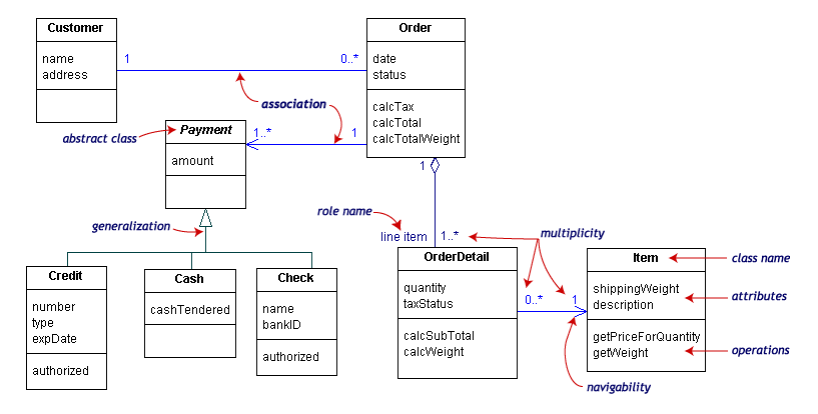 Customer
name
address
1
0..*
Order
date
status
calcTax
calcTotal
calcTotalWeight
association
abstract class
Payment
amount
1..*
1
1
generalization
role name
line item
1..*
multiplicity
Credit
number
type
expDate
authorized
Cash
cashTendered
Check
name
bankID
authorized
OrderDetail
quantity
taxStatus
calcSubTotal
calcWeight
0..*
1
Item
shippingWeight
description
getPriceForQuantity
getWeight
class name
attributes
operations
navigability